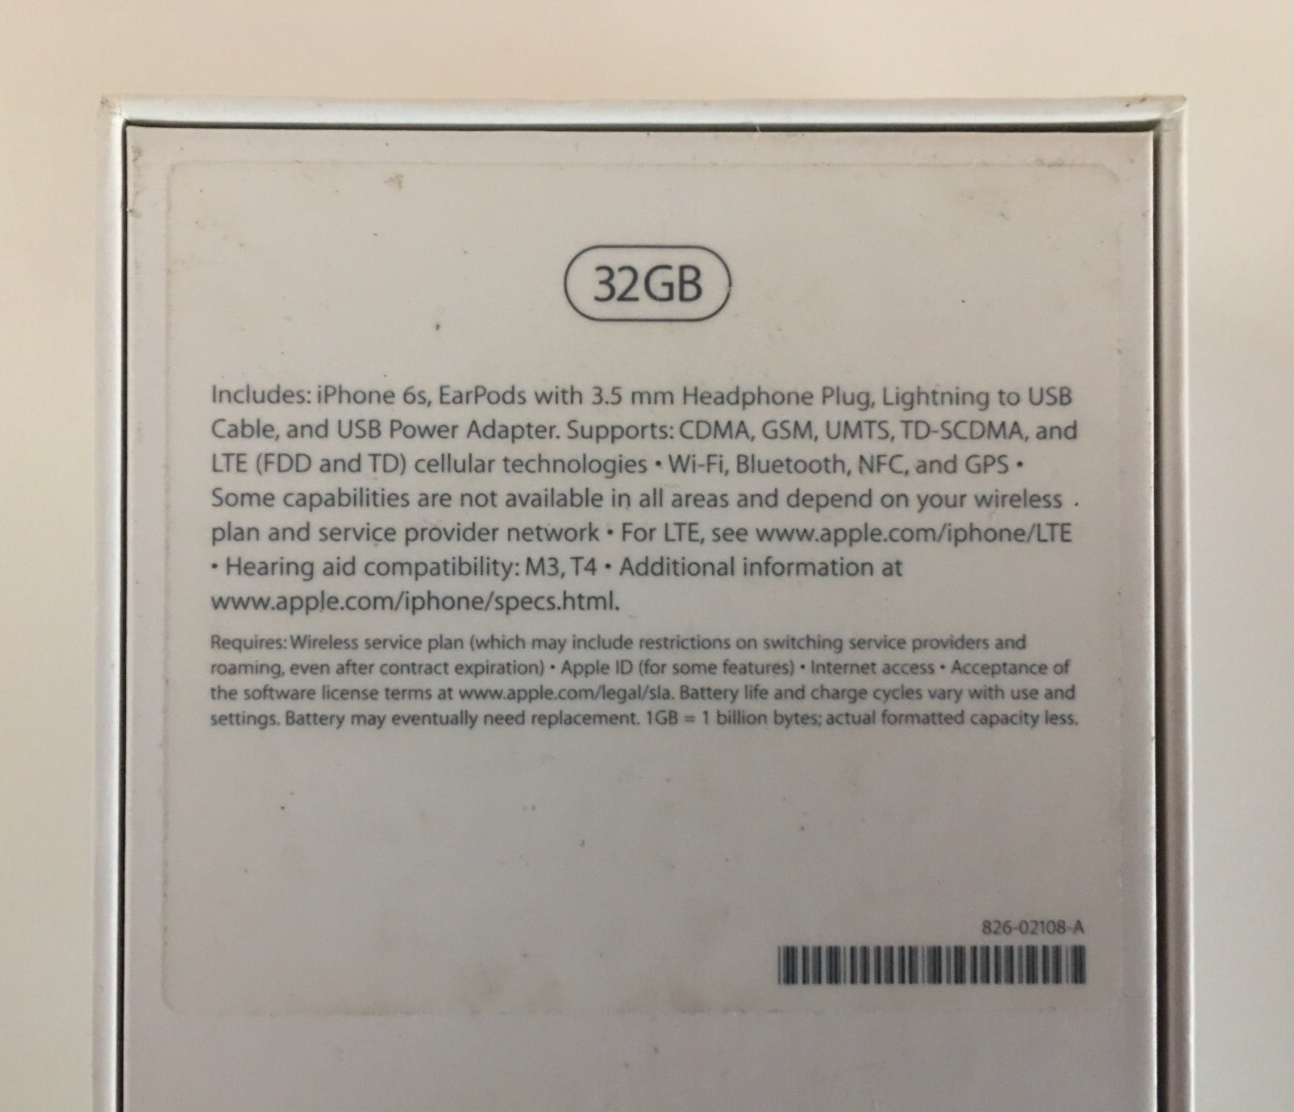 32GB
Includes: iPhone 6s, EarPods with 3.5 mm Headphone Plug, Lightning to USB
Cable, and USB Power Adapter. Supports: CDMA, GSM, UMTS, TD-SCDMA, and
LTE (FDD and TD) cellular technologies • Wi-Fi, Bluetooth, NFC, and GPS •
Some capabilities are not available in all areas and depend on your wireless
plan and service provider network • For LTE, see www.apple.com/iphone/LTE
• Hearing aid compatibility: M3, T4 • Additional information at
www.apple.com/iphone/specs.html.
Requires: Wireless service plan (which may include restrictions on switching service providers and
roaming, even after contract expiration) • Apple ID (for some features) • Internet access • Acceptance of
the software license terms at www.apple.com/legal/sla. Battery life and charge cycles vary with use and
settings. Battery may eventually need replacement. 1GB = 1 billion bytes; actual formatted capacity less.
826-02108-A